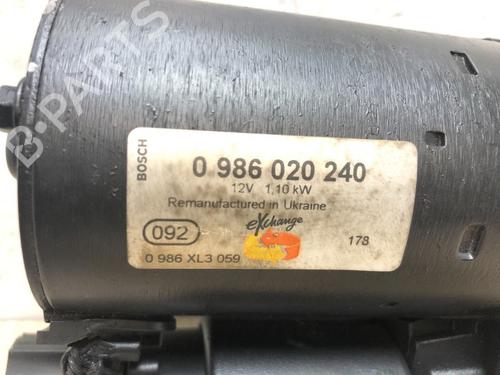 B-PARTS
BOSCH
0 986 020 240
12V 1,10 kW
Remanufactured in Ukraine
eXchange
092
178
0 986 XL3 059